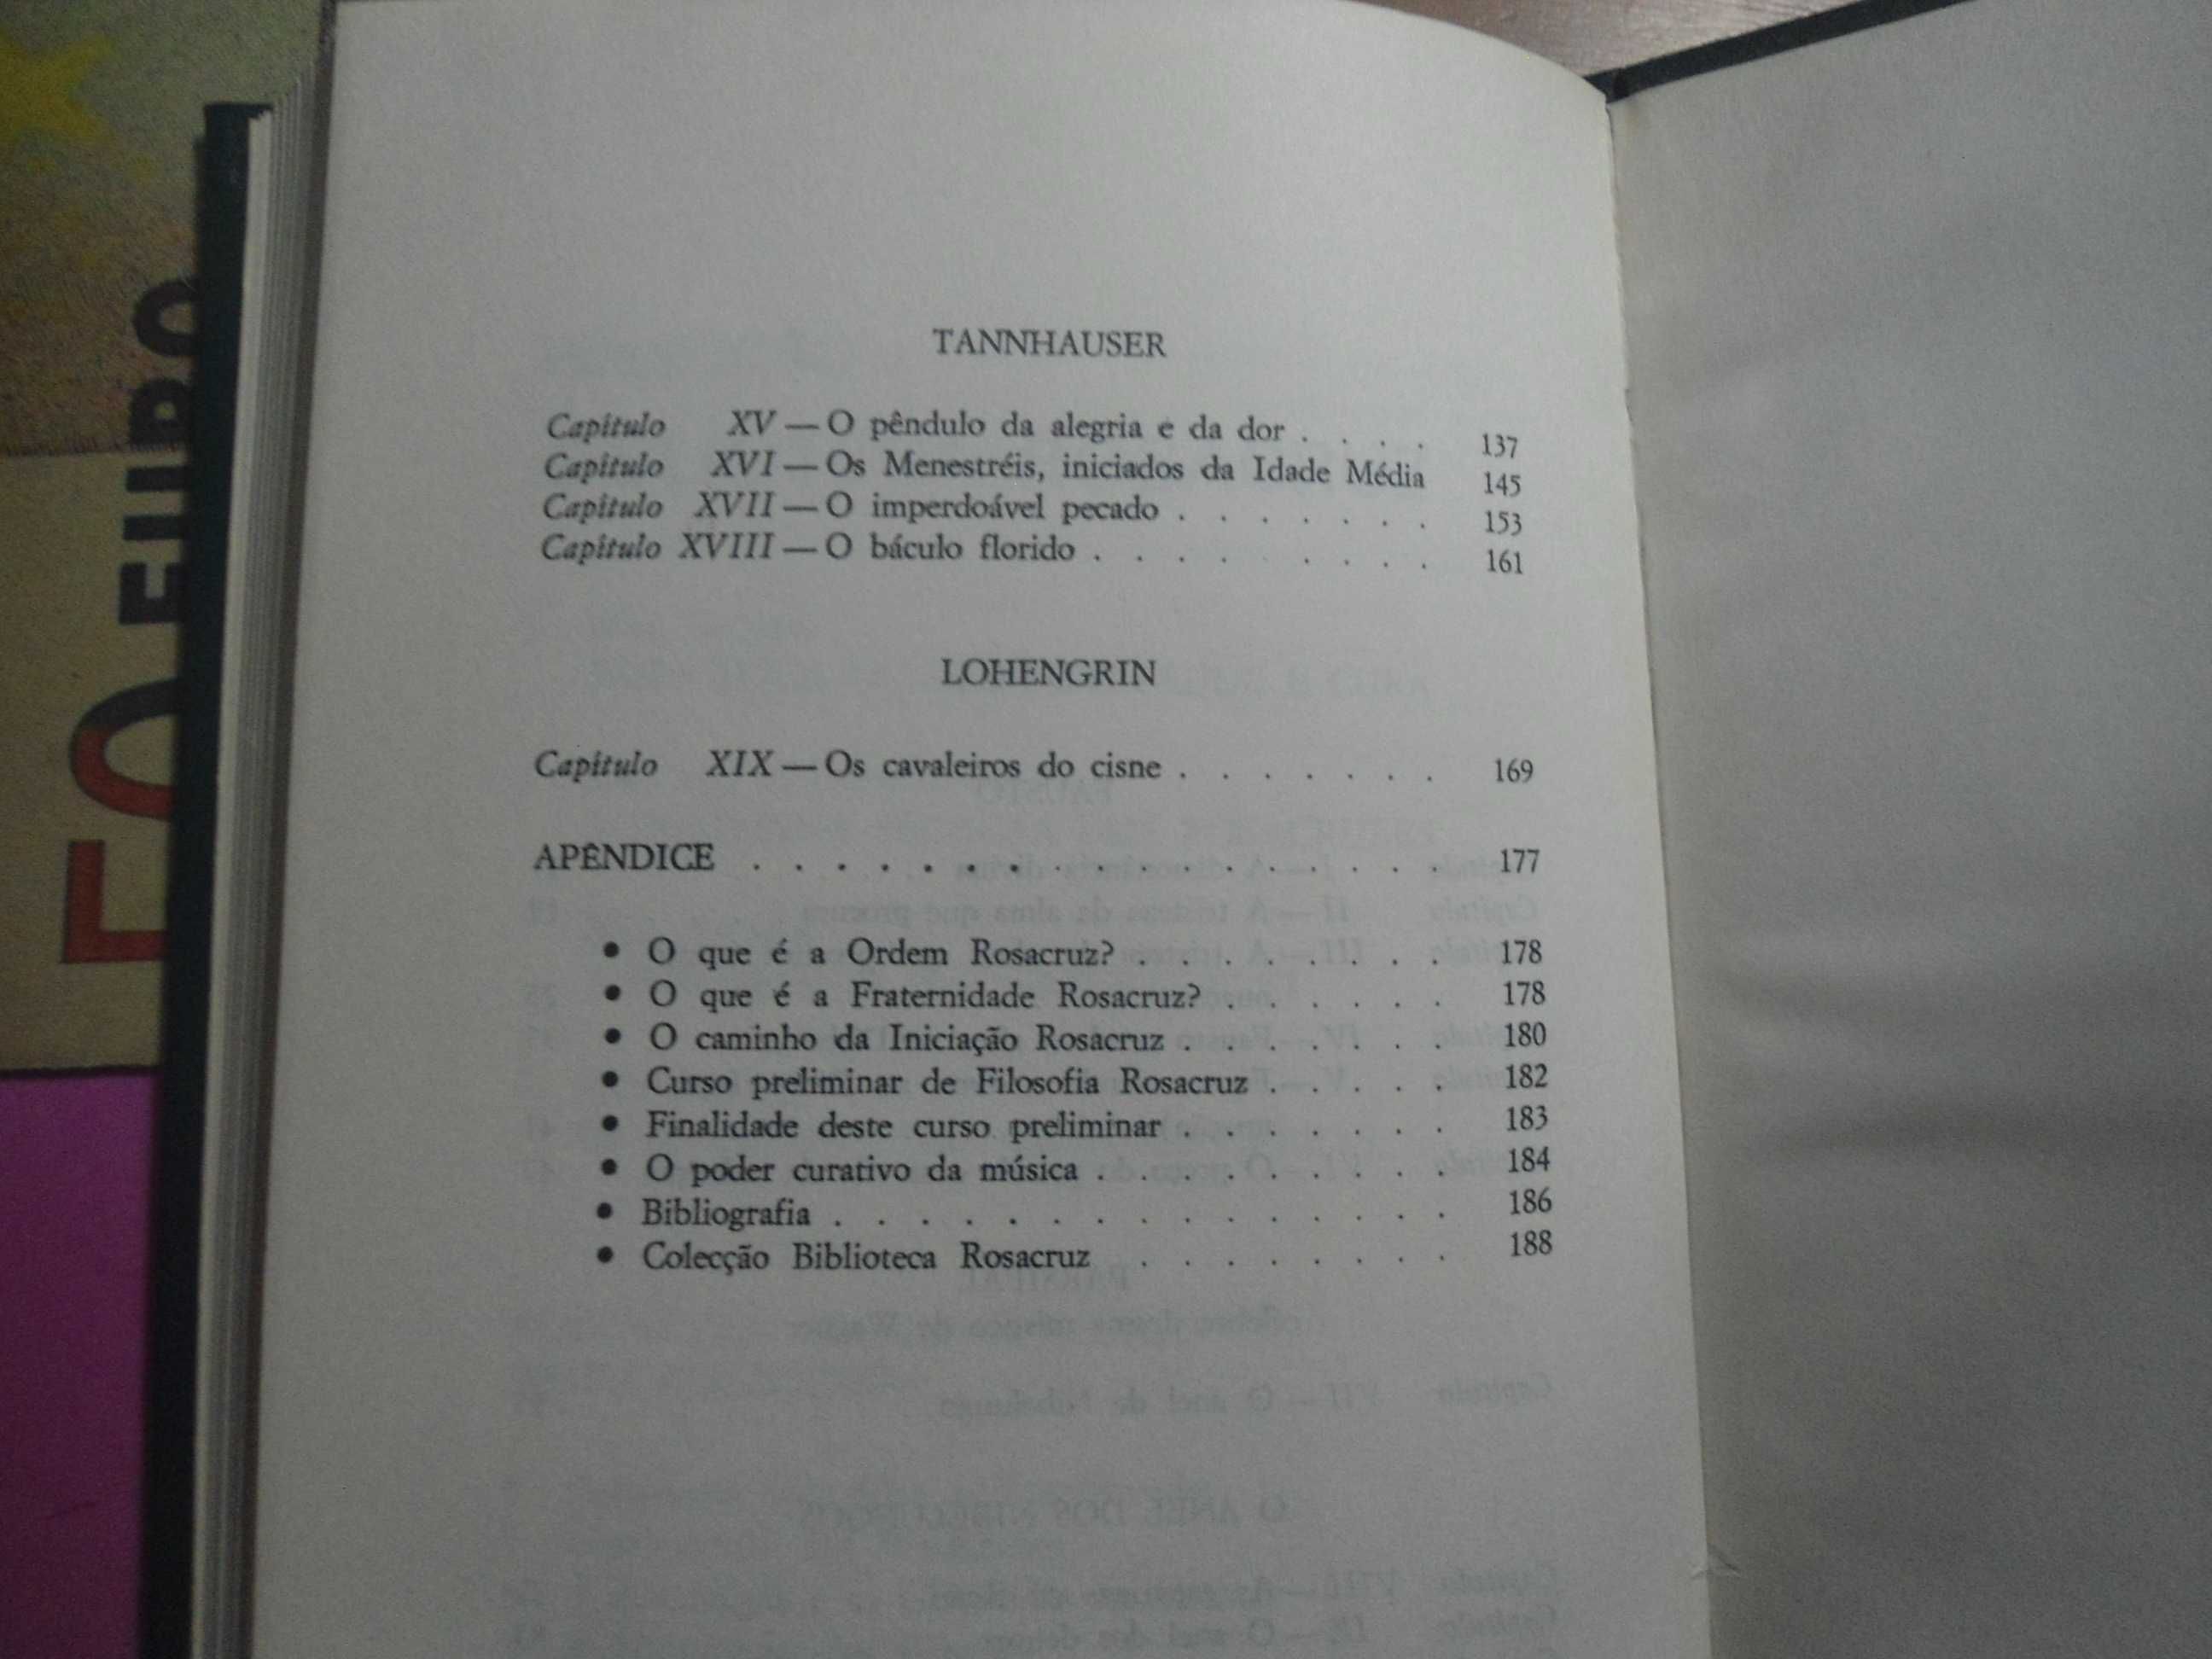 TANNHAUSER
Capítulo XV — O pêndulo da alegria e da dor . . . . 137
Capítulo XVI — Os Menestréis, iniciados da Idade Média 145
Capítulo XVII — O imperdoável pecado . . . . . . . 153
Capítulo XVIII — O báculo florido . . . . . . . . 161
LOHENGRIN
Capítulo XIX — Os cavaleiros do cisne . . . . . . . 169
APÊNDICE . . . . . . . . . . . . . . . . . 177
• O que é a Ordem Rosacruz? . . . . . . . . 178
• O que é a Fraternidade Rosacruz? . . . . . . 178
• O caminho da Iniciação Rosacruz . . . . . . . 180
• Curso preliminar de Filosofia Rosacruz . . . . . 182
• Finalidade deste curso preliminar . . . . . . . 183
• O poder curativo da música . . . . . . . . . 184
• Bibliografia . . . . . . . . . . . . . . . 186
• Colecção Biblioteca Rosacruz . . . . . . . . 188